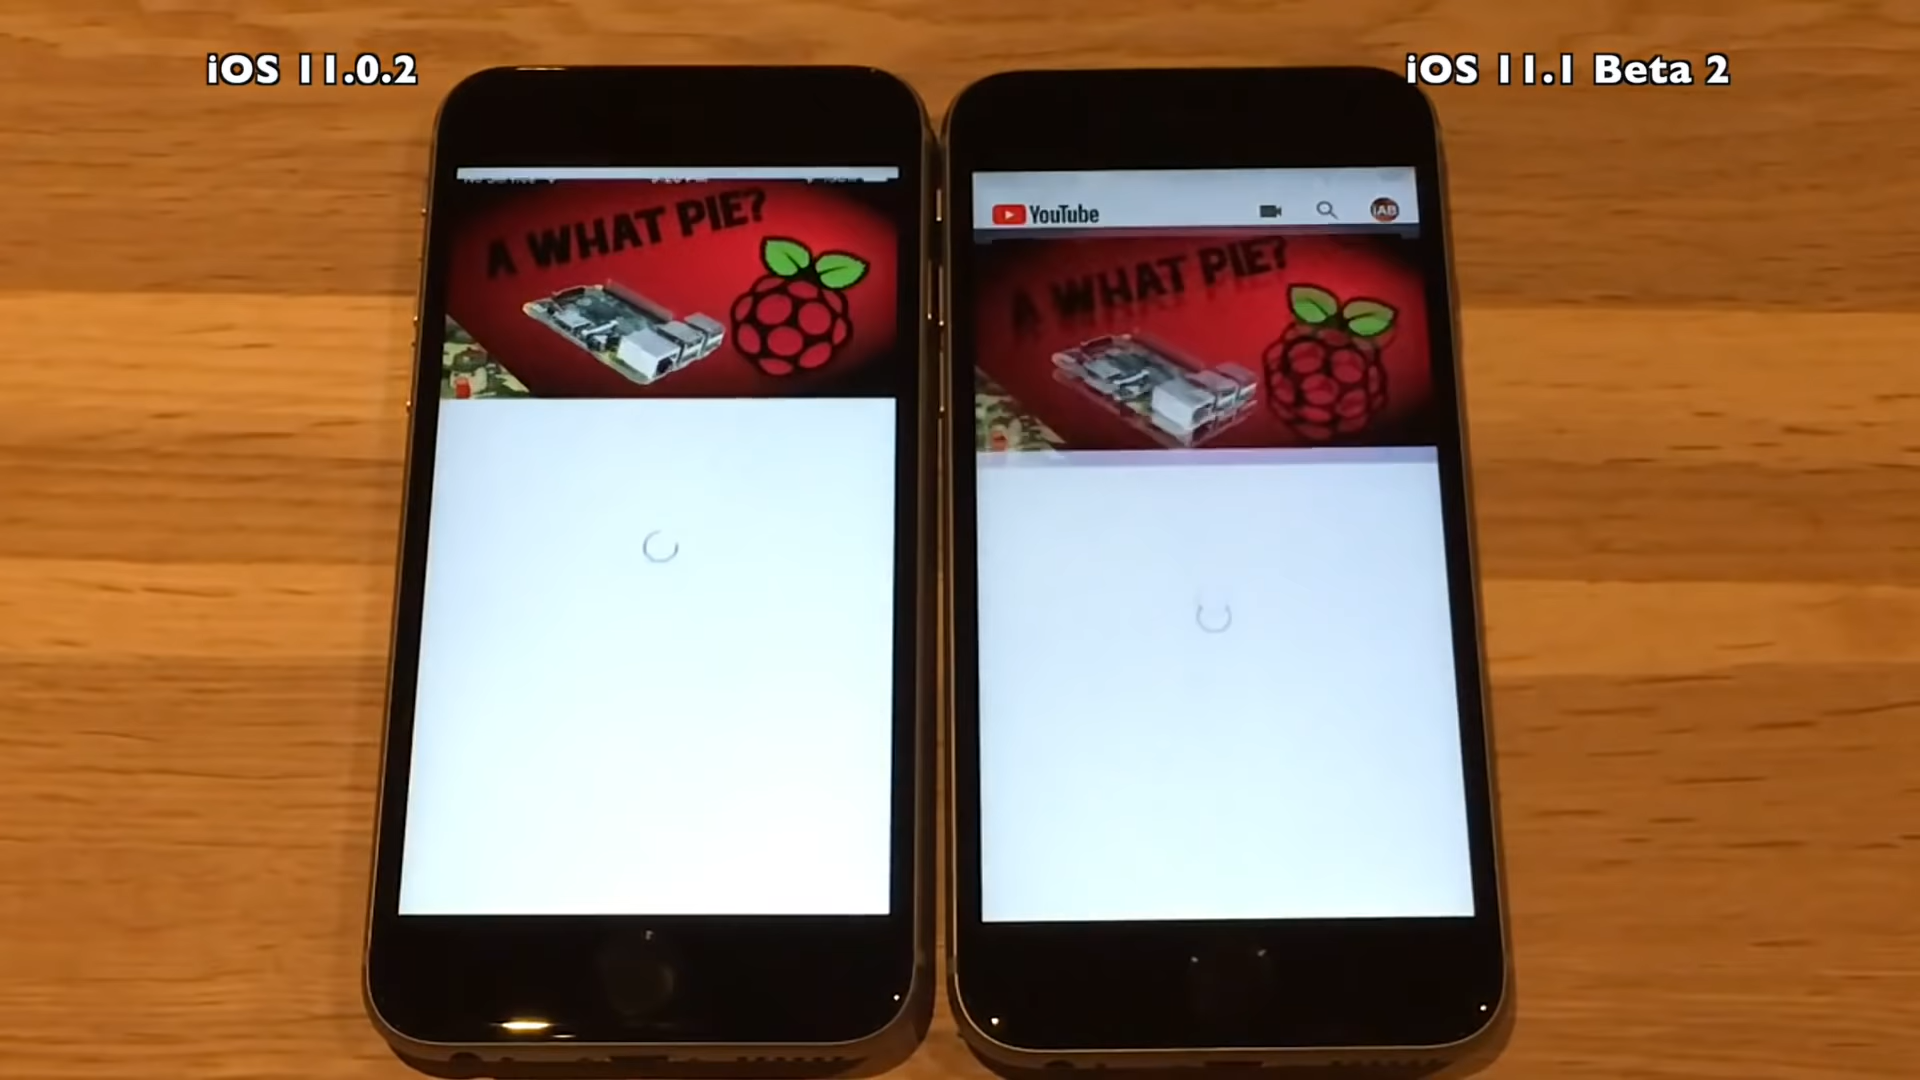 iOS 11.0.2
iOS 11.1 Beta 2
A WHAT PIE?
YouTube
iAB
A WHAT PIE?